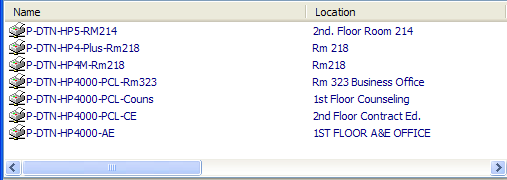 Name Location
P-DTN-HP5-RM214 2nd. Floor Room 214
P-DTN-HP4-Plus-Rm218 Rm 218
P-DTN-HP4M-Rm218 Rm218
P-DTN-HP4000-PCL-Rm323 Rm 323 Business Office
P-DTN-HP4000-PCL-Couns 1st Floor Counseling
P-DTN-HP4000-PCL-CE 2nd Floor Contract Ed.
P-DTN-HP4000-AE 1ST FLOOR A&E OFFICE